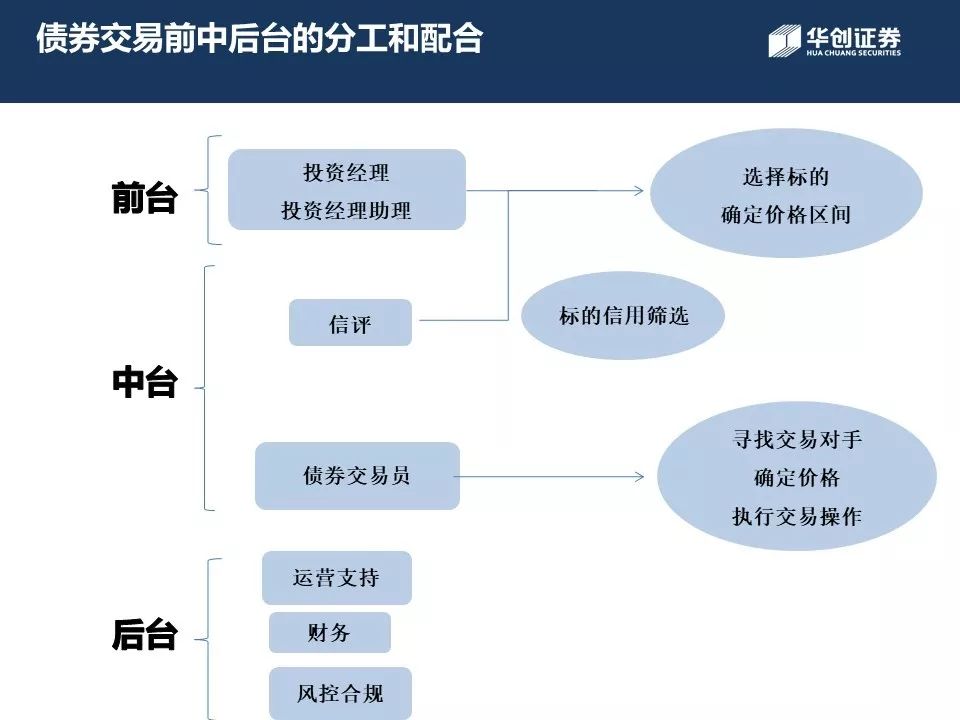 债券交易前中后台的分工和配合
华创证券
HUA CHUANG SECURITIES
前台
投资经理
投资经理助理
选择标的
确定价格区间
中台
信评
标的信用筛选
债券交易员
寻找交易对手
确定价格
执行交易操作
后台
运营支持
财务
风控合规